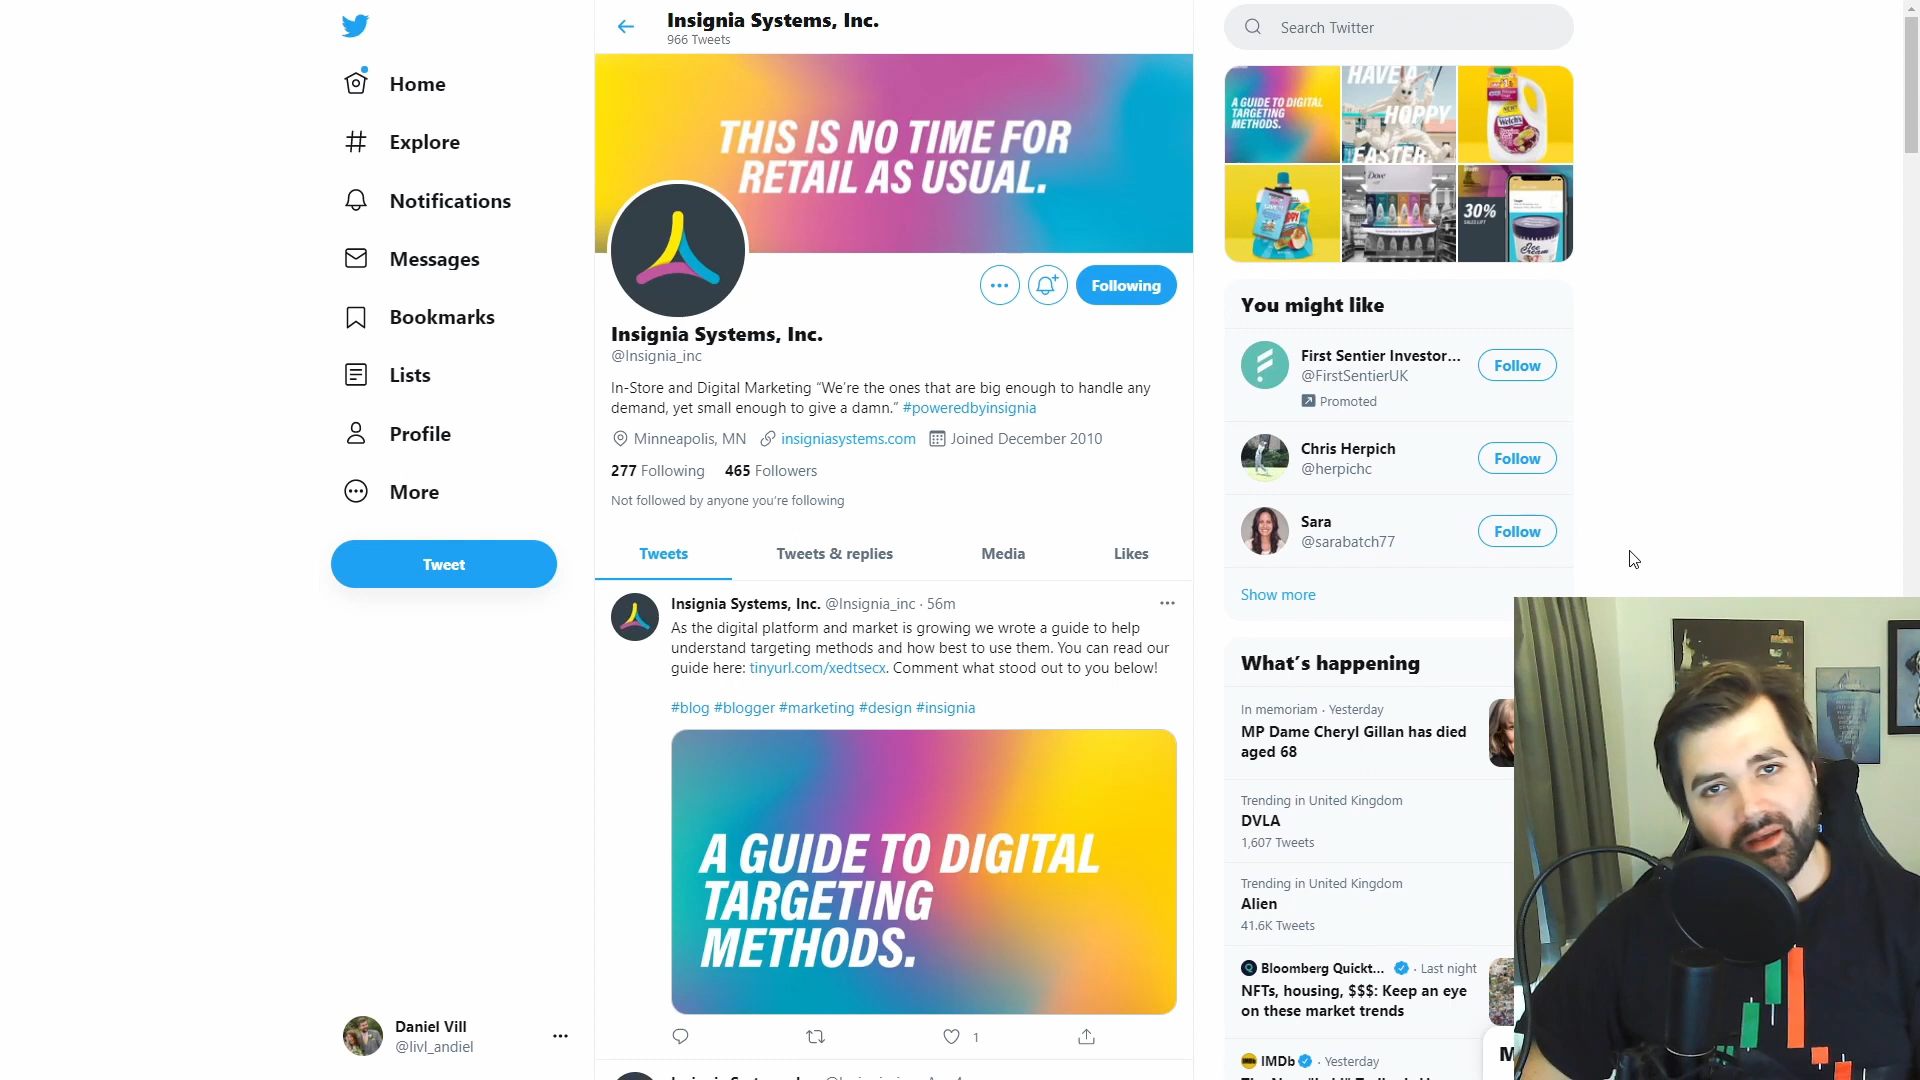 Home
Explore
Notifications
Messages
Bookmarks
Lists
Profile
More
Tweet
Daniel Vill
@livl_andiel
Insignia Systems, Inc.
966 Tweets
THIS IS NO TIME FOR
RETAIL AS USUAL.
Following
Insignia Systems, Inc.
@Insignia_inc
In-Store and Digital Marketing “We’re the ones that are big enough to handle any
demand, yet small enough to give a damn.” #poweredbyinsignia
Minneapolis, MN insigniasystems.com Joined December 2010
277 Following 465 Followers
Not followed by anyone you’re following
Tweets Tweets & replies Media Likes
Insignia Systems, Inc. @Insignia_inc · 56m
As the digital platform and market is growing we wrote a guide to help
understand targeting methods and how best to use them. You can read our
guide here: tinyurl.com/xedtsecx. Comment what stood out to you below!
#blog #blogger #marketing #design #insignia
A GUIDE TO DIGITAL
TARGETING
METHODS.
1
Search Twitter
A GUIDE TO DIGITAL
TARGETING
METHODS.
HAVE A
HOPPY
EASTER
Welch's
Dove
30%
SALES LIFT
Ice
Cream
You might like
First Sentier Investor...
@FirstSentierUK
Promoted
Follow
Chris Herpich
@herpichc
Follow
Sara
@sarabatch77
Follow
Show more
What’s happening
In memoriam · Yesterday
MP Dame Cheryl Gillan has died
aged 68
Trending in United Kingdom
DVLA
1,607 Tweets
Trending in United Kingdom
Alien
41.6K Tweets
Bloomberg Quickt... · Last night
NFTs, housing, $$$: Keep an eye
on these market trends
IMDb · Yesterday